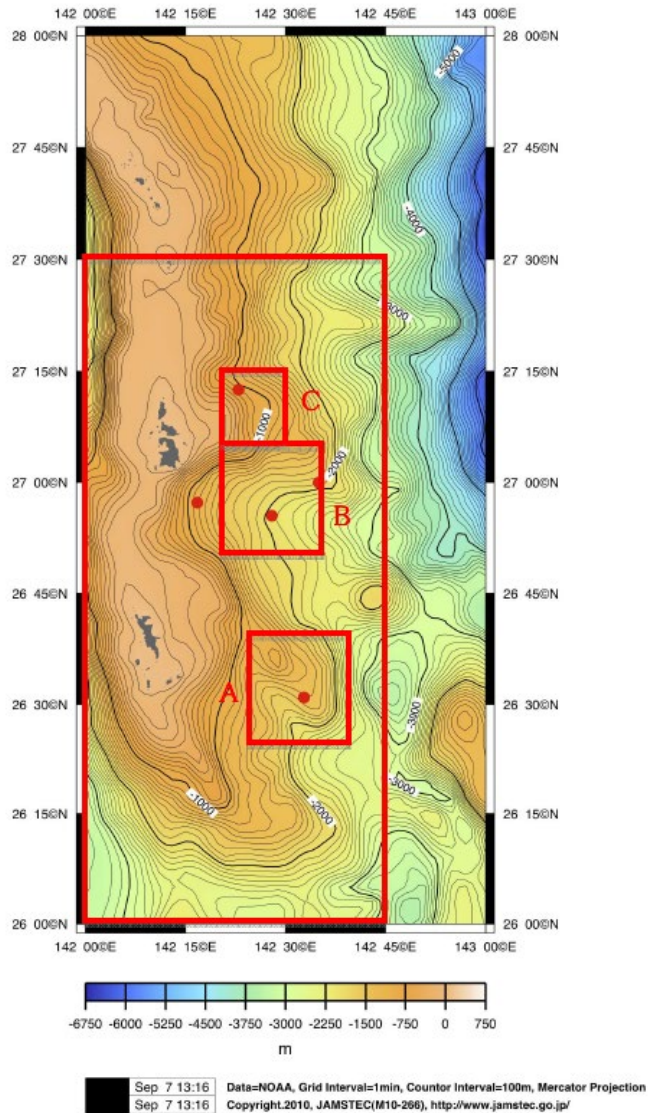 142 00©E 142 15©E 142 30©E 142 45©E 143 00©E
28 00©N 28 00©N
-5000
27 45©N 27 45©N
-4000
27 30©N 27 30©N
-3000
27 15©N 27 15©N
C
-1000
27 00©N 27 00©N
-2000
B
26 45©N 26 45©N
A
26 30©N 26 30©N
-3000
-3000
-1000
-2000
26 15©N 26 15©N
26 00©N 26 00©N
142 00©E 142 15©E 142 30©E 142 45©E 143 00©E
-6750 -6000 -5250 -4500 -3750 -3000 -2250 -1500 -750 0 750
m
Sep 7 13:16 Data=NOAA, Grid Interval=1min, Countor Interval=100m, Mercator Projection
Sep 7 13:16 Copyright.2010, JAMSTEC(M10-266), http://www.jamstec.go.jp/